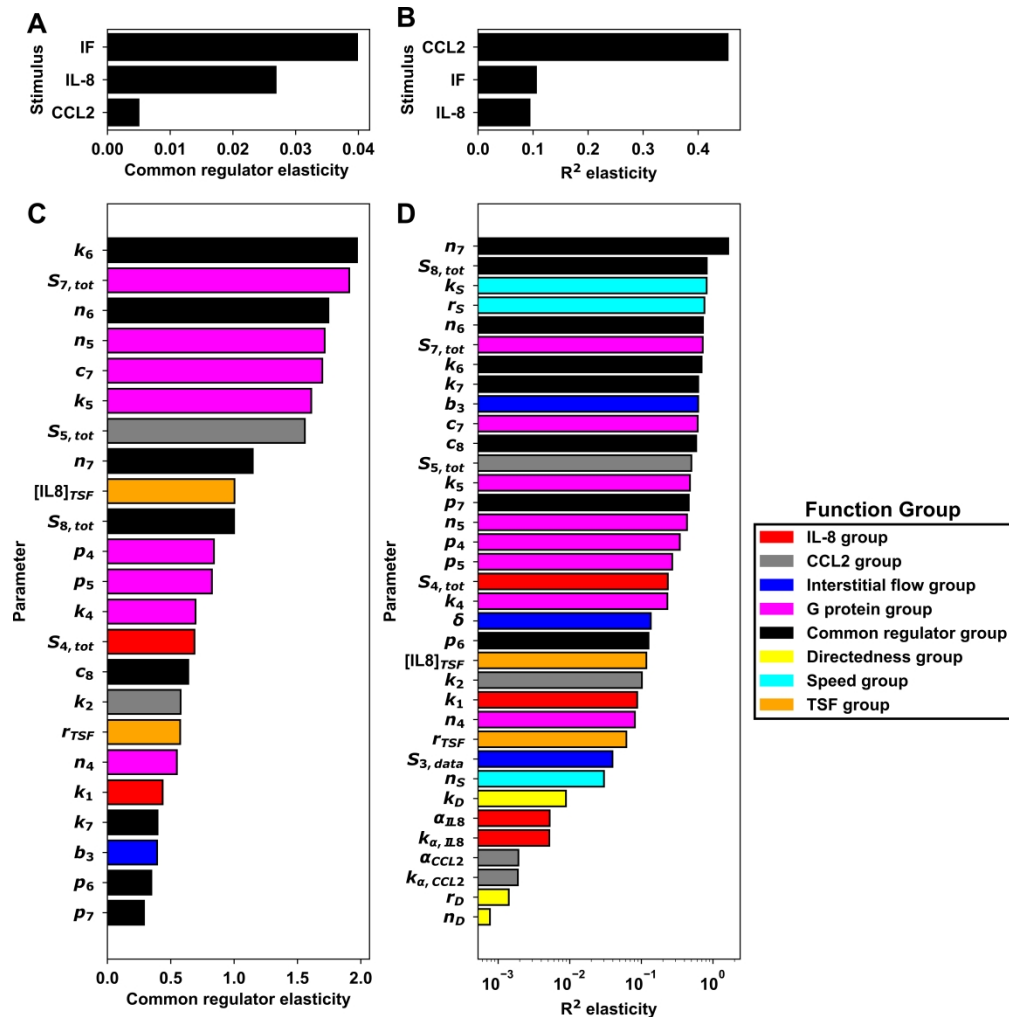 A
Stimulus
IF
IL-8
CCL2
0.00 0.01 0.02 0.03 0.04
Common regulator elasticity
B
Stimulus
CCL2
IF
IL-8
0.0 0.1 0.2 0.3 0.4
R² elasticity
C
Parameter
k₆
S₇,tot
n₆
n₅
c₇
k₅
S₅,tot
n₇
[IL8]TSF
S₈,tot
p₄
p₅
k₄
S₄,tot
c₈
k₂
rTSF
n₄
k₁
k₇
b₃
p₆
p₇
0.0 0.5 1.0 1.5 2.0
Common regulator elasticity
D
Parameter
n₇
S₈,tot
kS
rS
n₆
S₇,tot
k₆
k₇
b₃
c₇
c₈
S₅,tot
k₅
p₇
n₅
p₄
p₅
S₄,tot
k₄
δ
p₆
[IL8]TSF
k₂
k₁
n₄
rTSF
S₃,data
nS
kD
αIL8
kα,IL8
αCCL2
kα,CCL2
rD
nD
10⁻³ 10⁻² 10⁻¹ 10⁰
R² elasticity
Function Group
IL-8 group
CCL2 group
Interstitial flow group
G protein group
Common regulator group
Directedness group
Speed group
TSF group